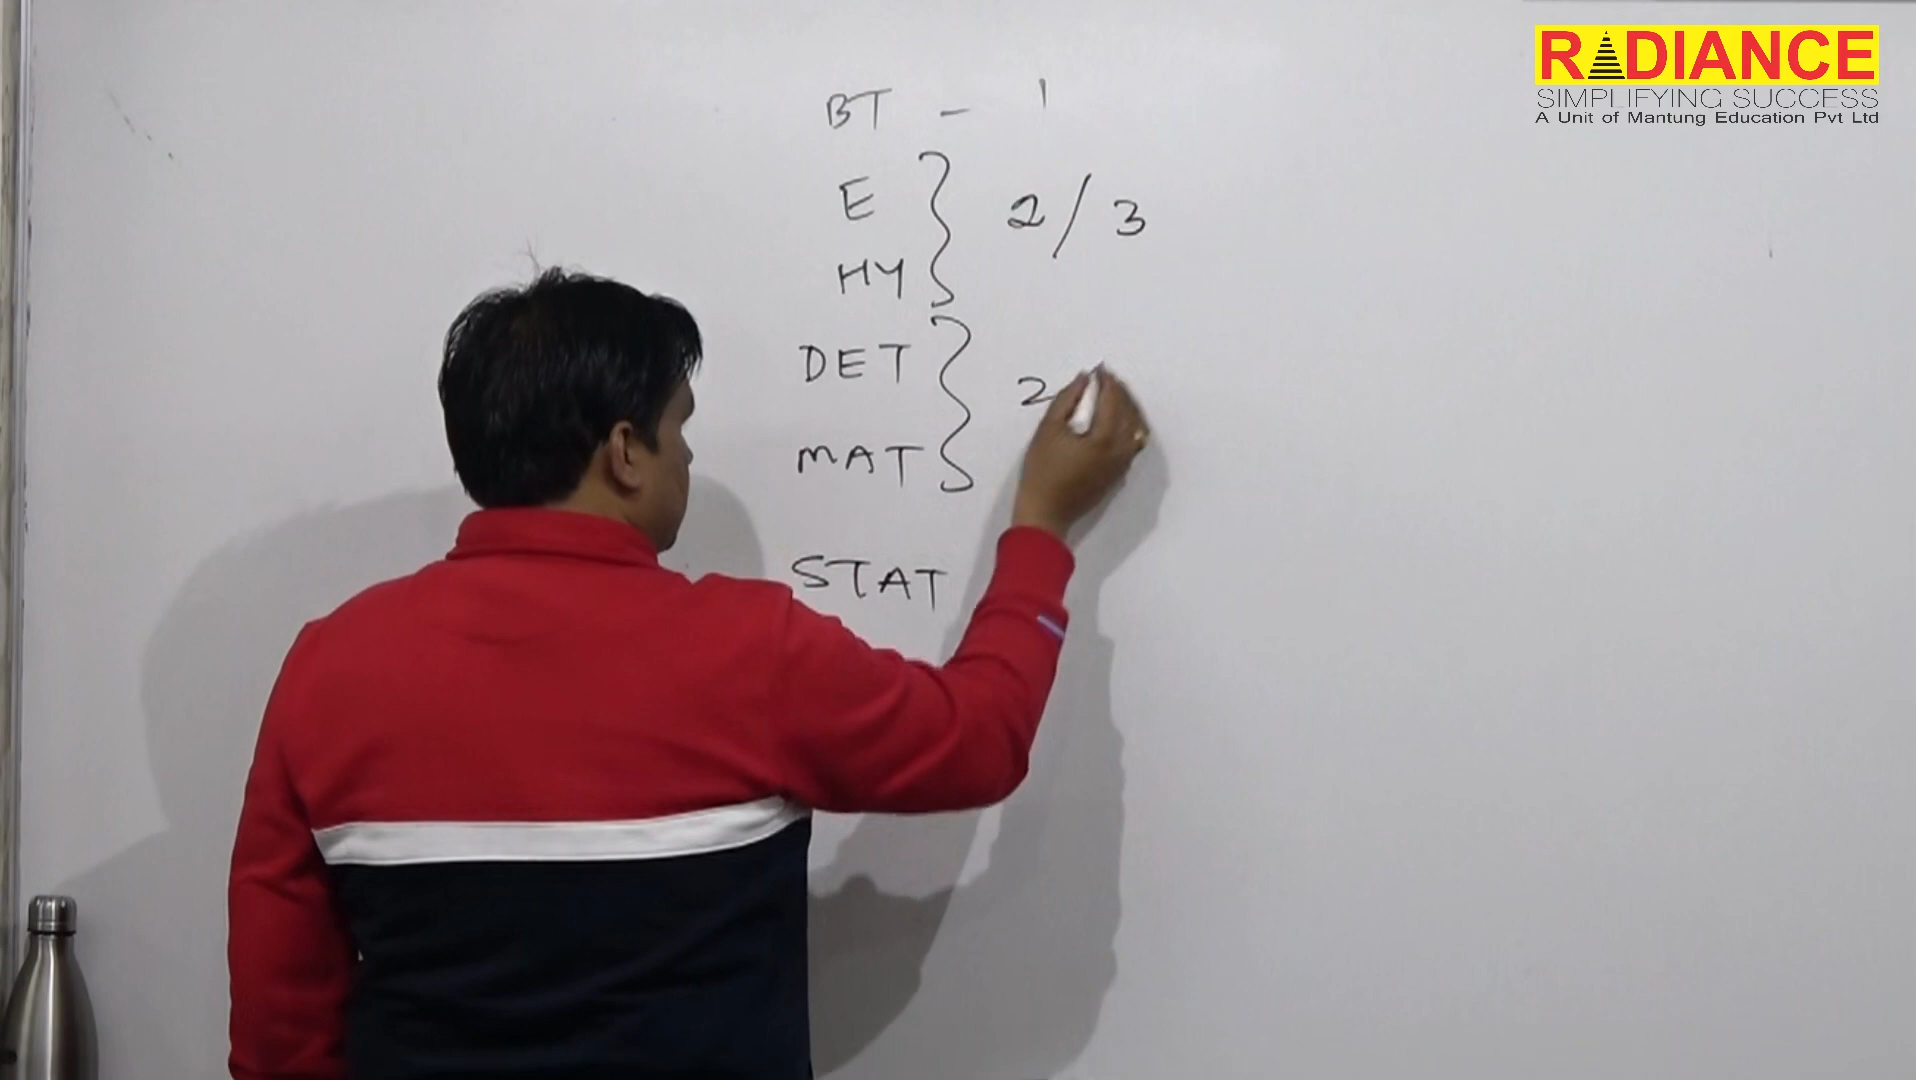 RADIANCE
SIMPLIFYING SUCCESS
A Unit of Mantung Education Pvt Ltd
BT - 1
E
2/3
HY
DET
2
MAT
STAT